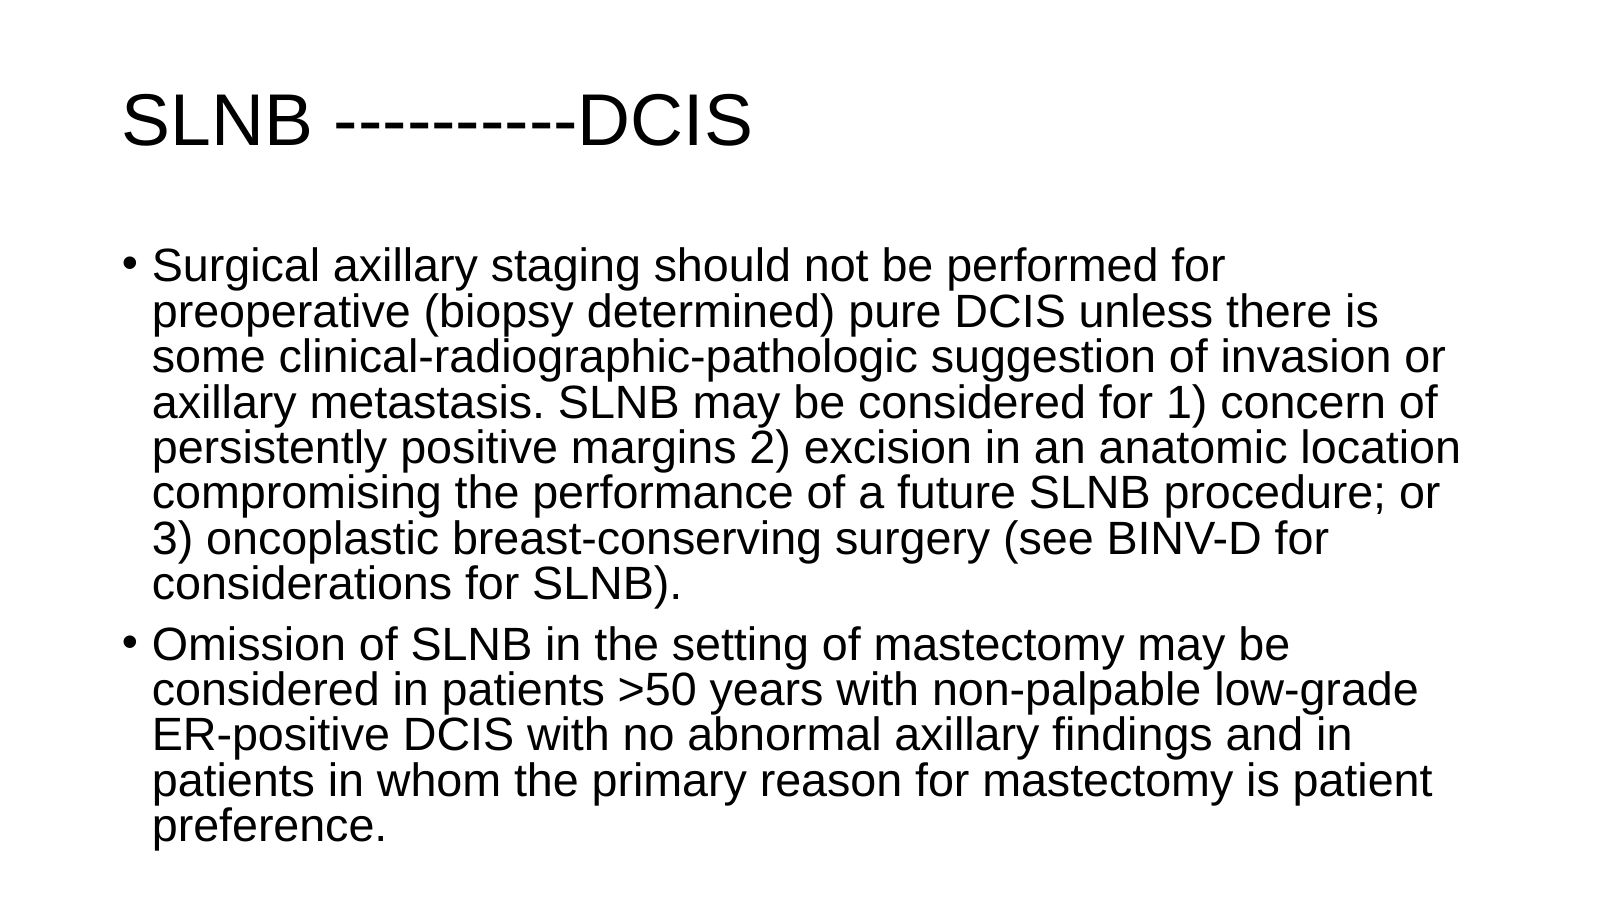 SLNB ----------DCIS
• Surgical axillary staging should not be performed for
preoperative (biopsy determined) pure DCIS unless there is
some clinical-radiographic-pathologic suggestion of invasion or
axillary metastasis. SLNB may be considered for 1) concern of
persistently positive margins 2) excision in an anatomic location
compromising the performance of a future SLNB procedure; or
3) oncoplastic breast-conserving surgery (see BINV-D for
considerations for SLNB).
• Omission of SLNB in the setting of mastectomy may be
considered in patients >50 years with non-palpable low-grade
ER-positive DCIS with no abnormal axillary findings and in
patients in whom the primary reason for mastectomy is patient
preference.